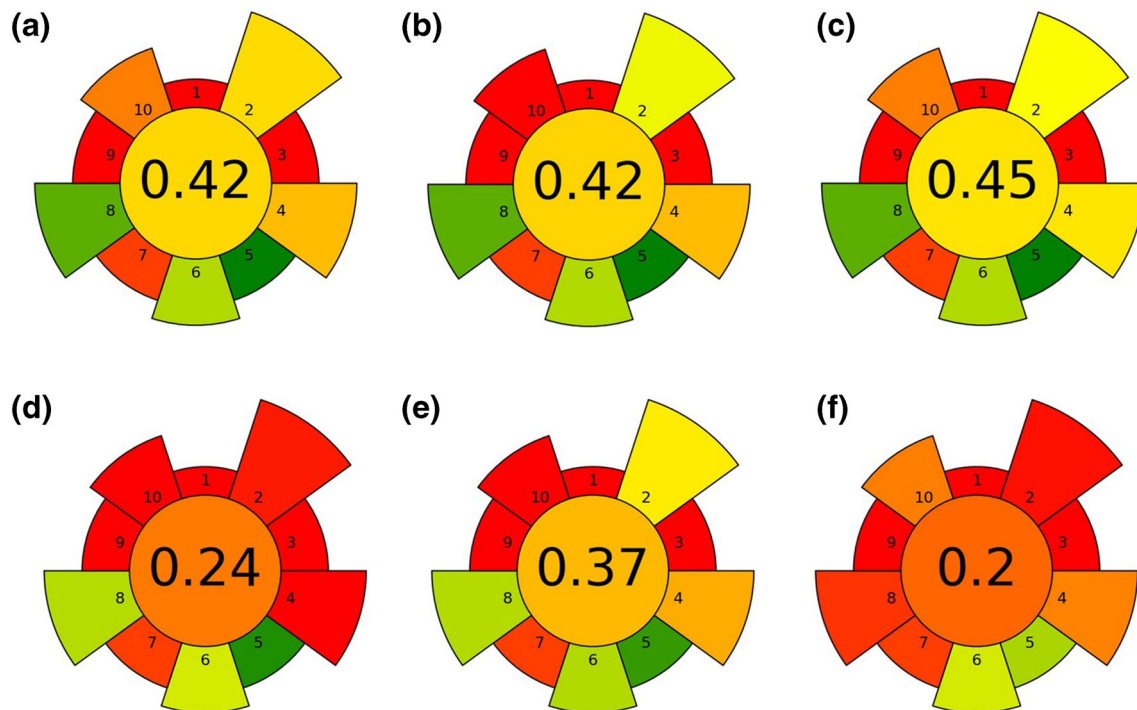 (a) (b) (c)
1 2 3 4 5 6 7 8 9 10 0.42
1 2 3 4 5 6 7 8 9 10 0.42
1 2 3 4 5 6 7 8 9 10 0.45
(d) (e) (f)
1 2 3 4 5 6 7 8 9 10 0.24
1 2 3 4 5 6 7 8 9 10 0.37
1 2 3 4 5 6 7 8 9 10 0.2